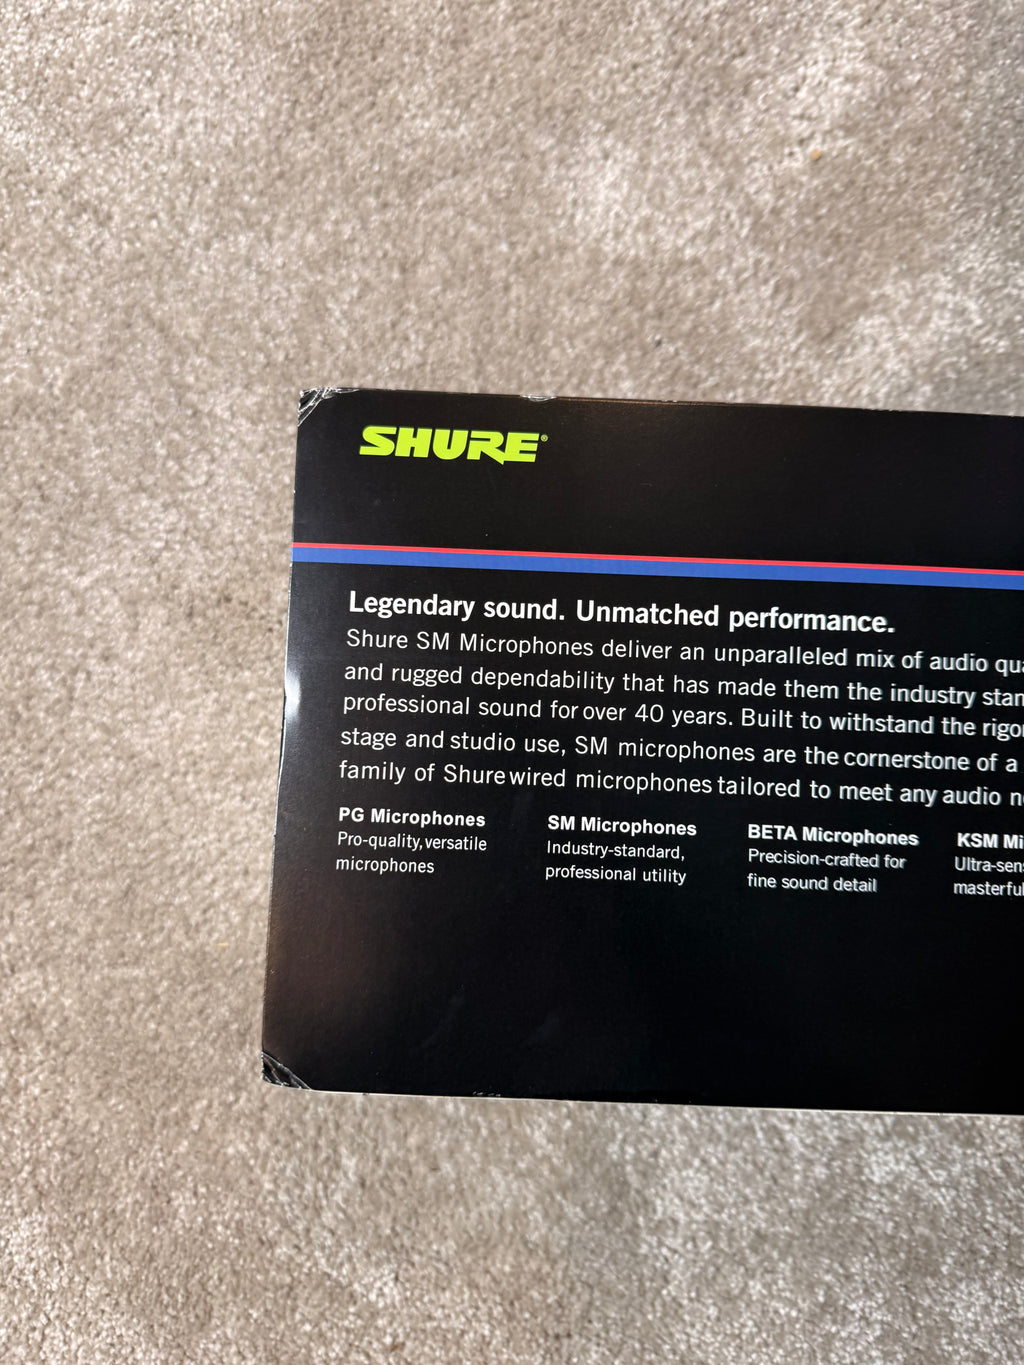 SHURE®
Legendary sound. Unmatched performance.
Shure SM Microphones deliver an unparalleled mix of audio
and rugged dependability that has made them the industry
professional sound for over 40 years. Built to withstand the
stage and studio use, SM microphones are the cornerstone of a
family of Shure wired microphones tailored to meet any audio
PG Microphones
Pro-quality, versatile
microphones
SM Microphones
Industry-standard,
professional utility
BETA Microphones
Precision-crafted for
fine sound detail
KSM